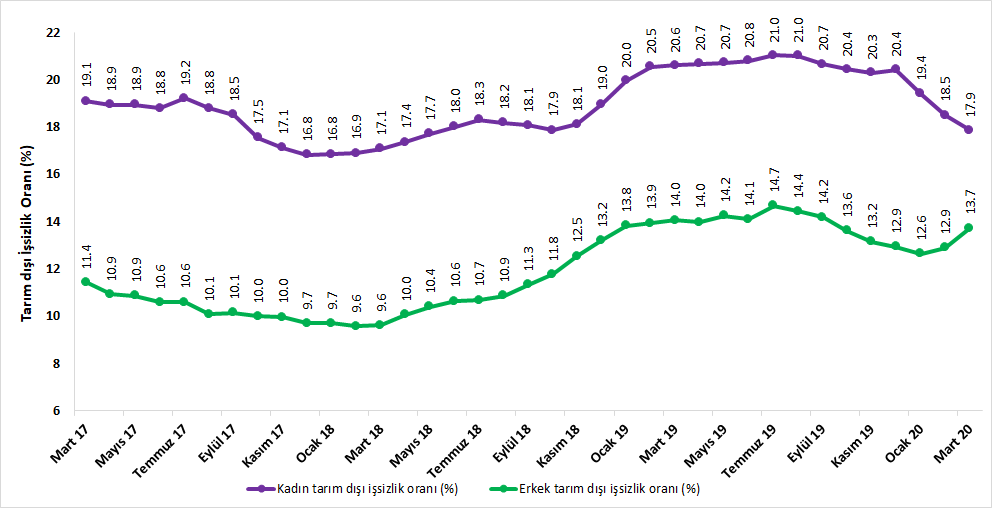 22
20
18
16
14
12
10
8
6
Tarım dışı İşsizlik Oranı (%)
19.1 18.9 18.9 18.8 19.2 18.8 18.5 17.5 17.1 16.8 16.8 16.9 17.1 17.4 17.7 18.0 18.3 18.2 18.1 17.9 18.1 19.0 20.0 20.5 20.6 20.7 20.7 20.8 21.0 21.0 20.7 20.4 20.3 20.4 19.4 18.5 17.9
11.4 10.9 10.9 10.6 10.6 10.1 10.1 10.0 10.0 9.7 9.7 9.6 9.6 10.0 10.4 10.6 10.7 10.9 11.3 11.8 12.5 13.2 13.8 13.9 14.0 14.0 14.2 14.1 14.7 14.4 14.2 13.6 13.2 12.9 12.6 12.9 13.7
Mart 17 Mayıs 17 Temmuz 17 Eylül 17 Kasım 17 Ocak 18 Mart 18 Mayıs 18 Temmuz 18 Eylül 18 Kasım 18 Ocak 19 Mart 19 Mayıs 19 Temmuz 19 Eylül 19 Kasım 19 Ocak 20 Mart 20
Kadın tarım dışı işsizlik oranı (%) Erkek tarım dışı işsizlik oranı (%)